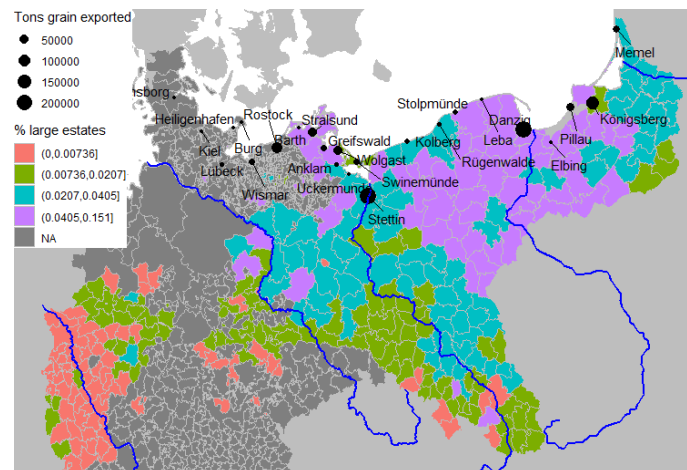 Tons grain exported
50000
100000
150000
200000
% large estates
(0,0.00736]
(0.00736,0.0207]
(0.0207,0.0405]
(0.0405,0.151]
NA
Memel
nsborg
Heiligenhafen
Rostock
Stralsund
Stolpmünde
Danzig
Königsberg
Kiel
Burg
Barth
Greifswald
Kolberg
Leba
Pillau
Lübeck
Anklam
Wolgast
Rügenwalde
Elbing
Wismar
Uckermünde
Swinemünde
Stettin